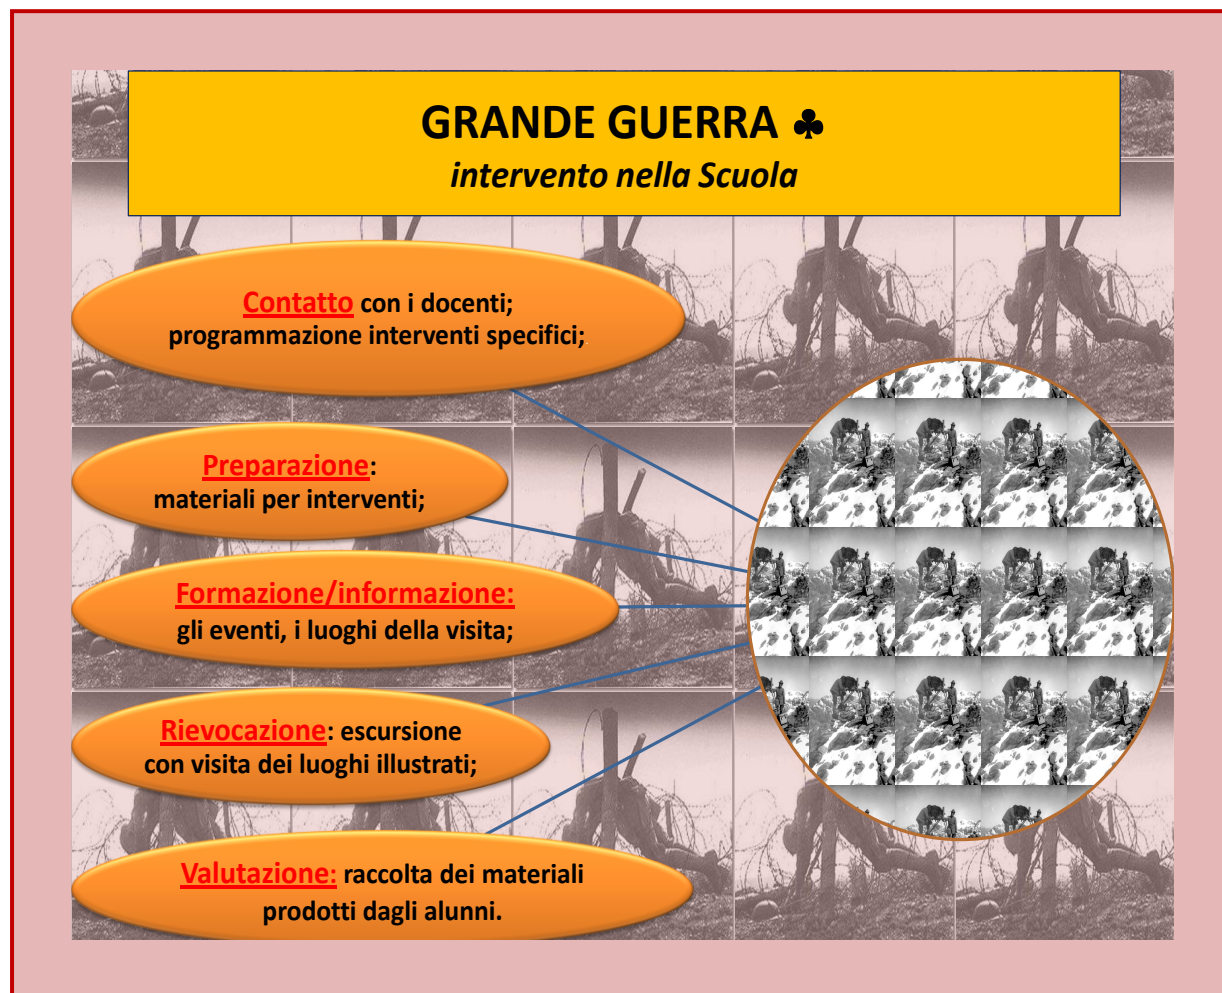 GRANDE GUERRA ♣
intervento nella Scuola
Contatto con i docenti;
programmazione interventi specifici;
Preparazione:
materiali per interventi;
Formazione/informazione:
gli eventi, i luoghi della visita;
Rievocazione: escursione
con visita dei luoghi illustrati;
Valutazione: raccolta dei materiali
prodotti dagli alunni.